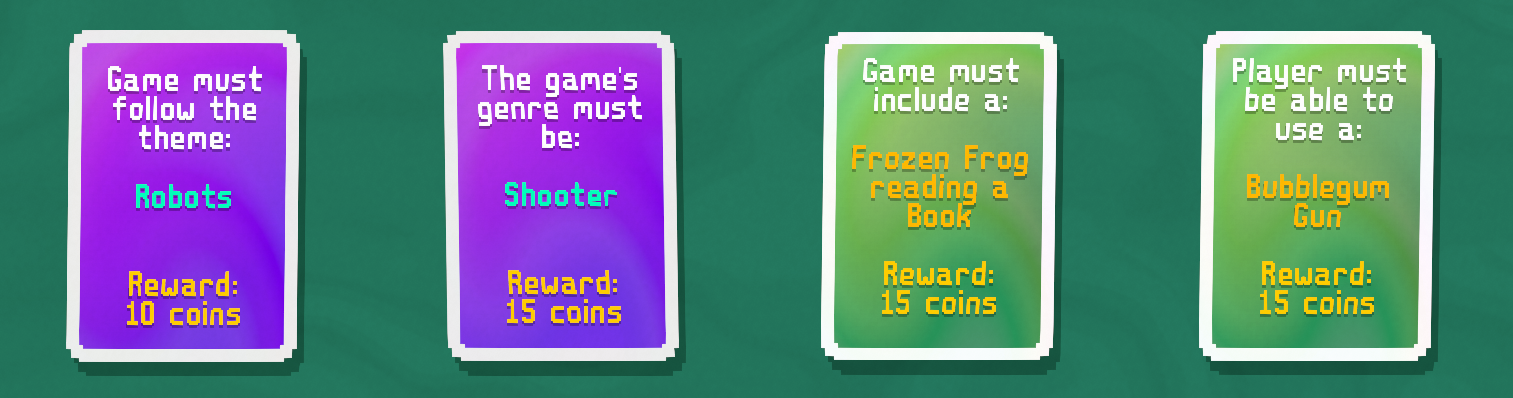 Game must
follow the
theme:
Robots
Reward:
10 coins
The game's
genre must
be:
Shooter
Reward:
15 coins
Game must
include a:
Frozen Frog
reading a
Book
Reward:
15 coins
Player must
be able to
use a:
Bubblegum
Gun
Reward:
15 coins